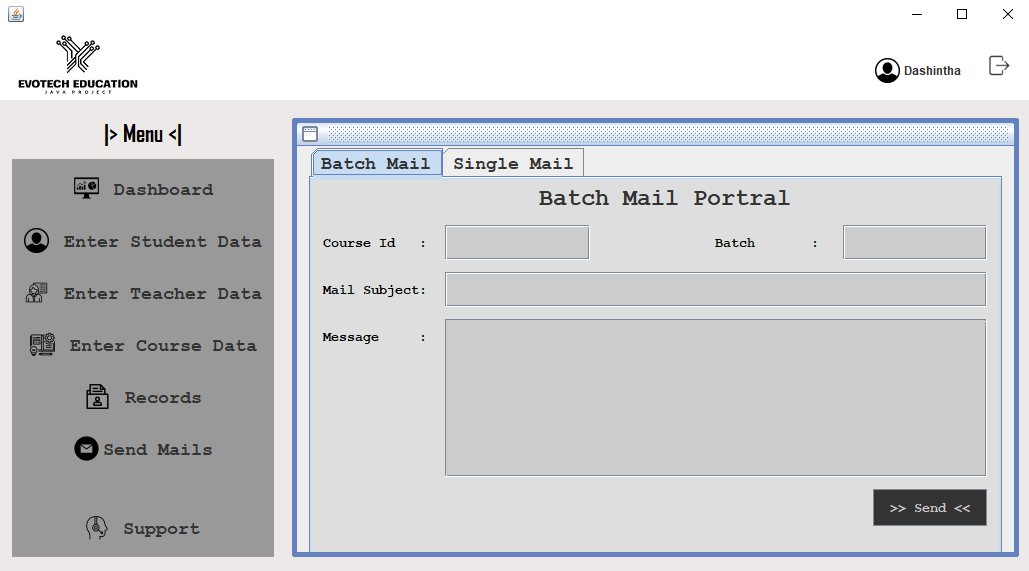 EVOTECH EDUCATION
JAVA PROJECT
Dashintha
|> Menu <|
Dashboard
Enter Student Data
Enter Teacher Data
Enter Course Data
Records
Send Mails
Support
Batch Mail
Single Mail
Batch Mail Portral
Course Id :
Batch :
Mail Subject:
Message :
>> Send <<